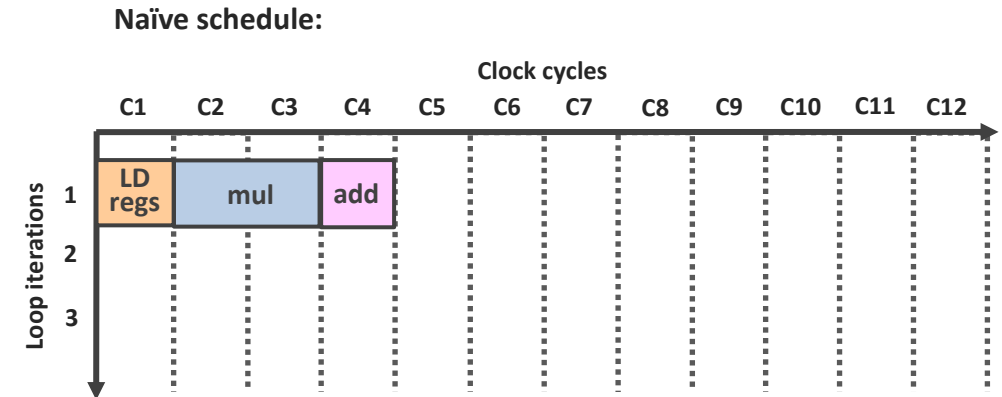 Naïve schedule:
Clock cycles
C1 C2 C3 C4 C5 C6 C7 C8 C9 C10 C11 C12
Loop iterations
1
LD
regs
mul
add
2
3